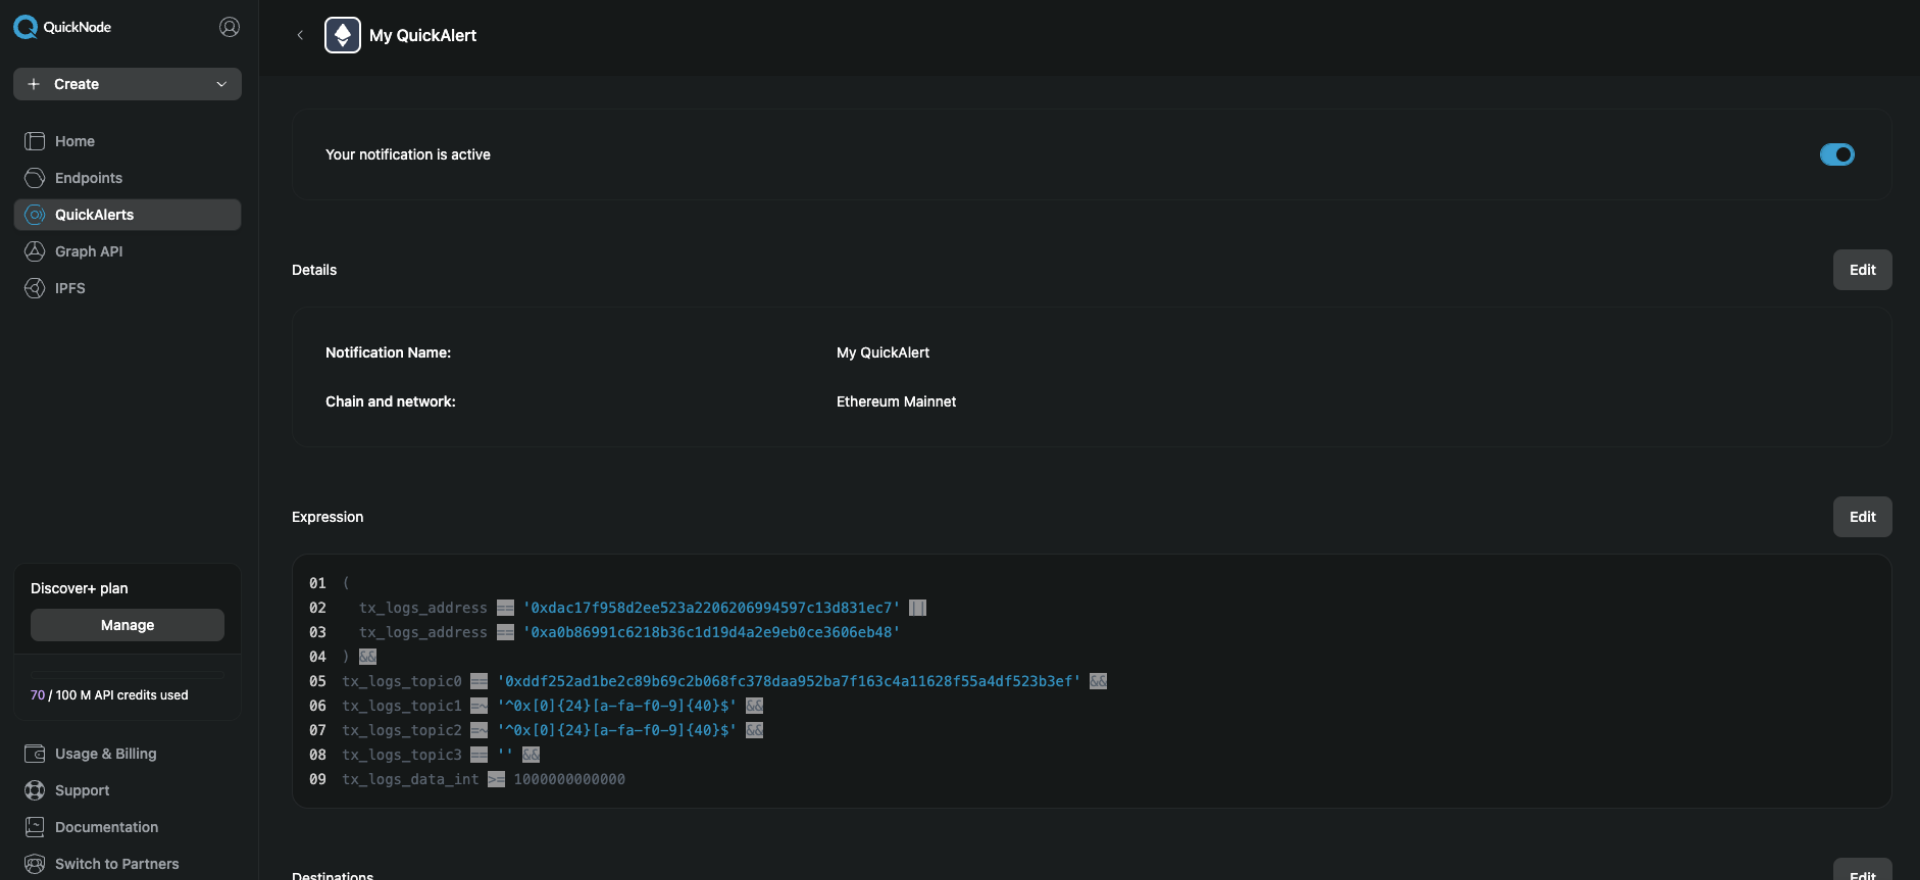 QuickNode
Create
Home
Endpoints
QuickAlerts
Graph API
IPFS
Discover+ plan
Manage
70 / 100 M API credits used
Usage & Billing
Support
Documentation
Switch to Partners
My QuickAlert
Your notification is active
Details
Edit
Notification Name: My QuickAlert
Chain and network: Ethereum Mainnet
Expression
Edit
01 (
02 tx_logs_address == '0xdac17f958d2ee523a2206206994597c13d831ec7' ||
03 tx_logs_address == '0xa0b86991c6218b36c1d19d4a2e9eb0ce3606eb48'
04 ) &&
05 tx_logs_topic0 == '0xddf252ad1be2c89b69c2b068fc378daa952ba7f163c4a11628f55a4df523b3ef' &&
06 tx_logs_topic1 =~ '^0x[0]{24}[a-fa-f0-9]{40}$' &&
07 tx_logs_topic2 =~ '^0x[0]{24}[a-fa-f0-9]{40}$' &&
08 tx_logs_topic3 == '' &&
09 tx_logs_data_int >= 1000000000000
Destinations
Edit